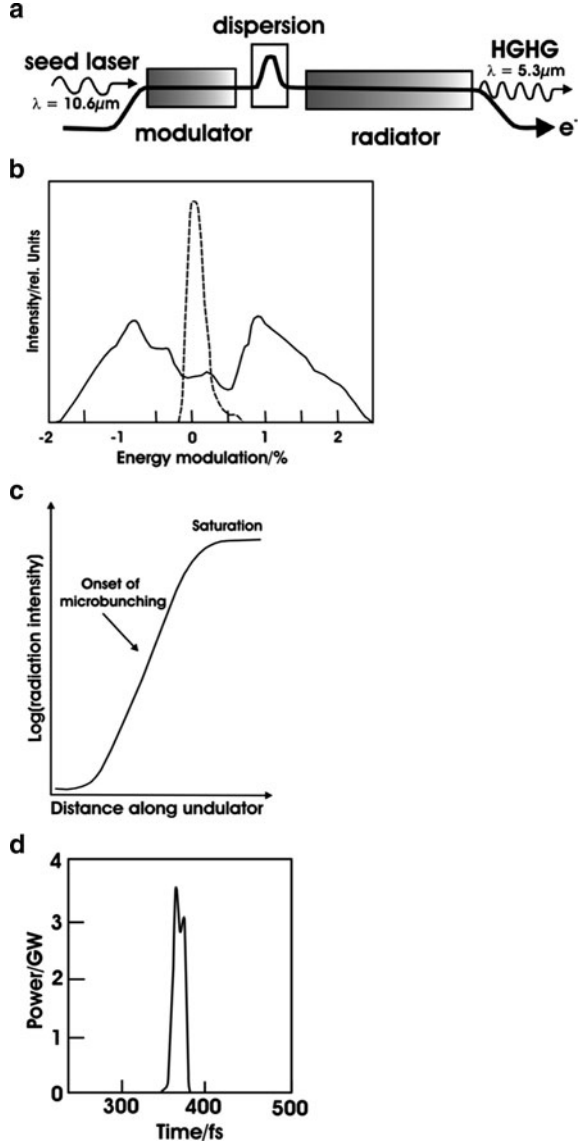 a
dispersion
seed laser
λ = 10.6μm
HGHG
λ = 5.3μm
modulator
radiator
e-
b
Intensity/rel. Units
-2 -1 0 1 2
Energy modulation/%
c
Log(radiation intensity)
Saturation
Onset of
microbunching
Distance along undulator
d
Power/GW
4
3
2
1
0
300 400 500
Time/fs